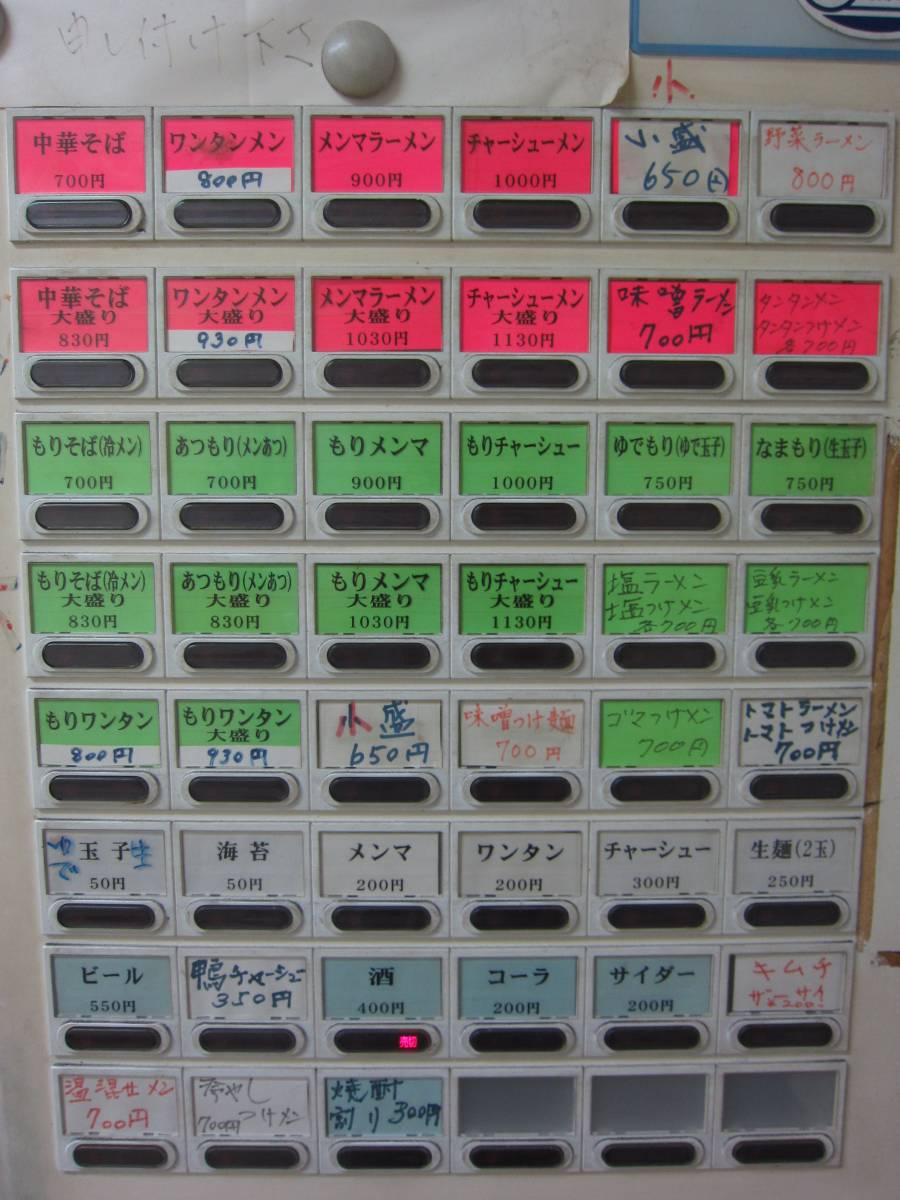 申し付け下さ
小
中華そば
700円
ワンタンメン
800円
メンマラーメン
900円
チャーシューメン
1000円
小盛
650円
野菜ラーメン
800円
中華そば
大盛り
830円
ワンタンメン
大盛り
930円
メンマラーメン
大盛り
1030円
チャーシューメン
大盛り
1130円
味噌ラーメン
700円
タンタンメン
タンタンつけメン
各700円
もりそば(冷メン)
700円
あつもり(メンあつ)
700円
もりメンマ
900円
もりチャーシュー
1000円
ゆでもり(ゆで玉子)
750円
なまもり(生玉子)
750円
もりそば(冷メン)
大盛り
830円
あつもり(メンあつ)
大盛り
830円
もりメンマ
大盛り
1030円
もりチャーシュー
大盛り
1130円
塩ラーメン
塩つけメン
各700円
豆乳ラーメン
豆乳つけメン
各700円
もりワンタン
800円
もりワンタン
大盛り
930円
小盛
650円
味噌つけ麺
700円
ゴマつけメン
700円
トマトラーメン
トマトつけメン
700円
ゆで 玉子 生
50円
海苔
50円
メンマ
200円
ワンタン
200円
チャーシュー
300円
生麺(2玉)
250円
ビール
550円
鴨チャーシュー
350円
酒
400円
売切
コーラ
200円
サイダー
200円
キムチ
ザーサイ
温混ぜメン
700円
冷やし
700円つけメン
焼酎
割り300円